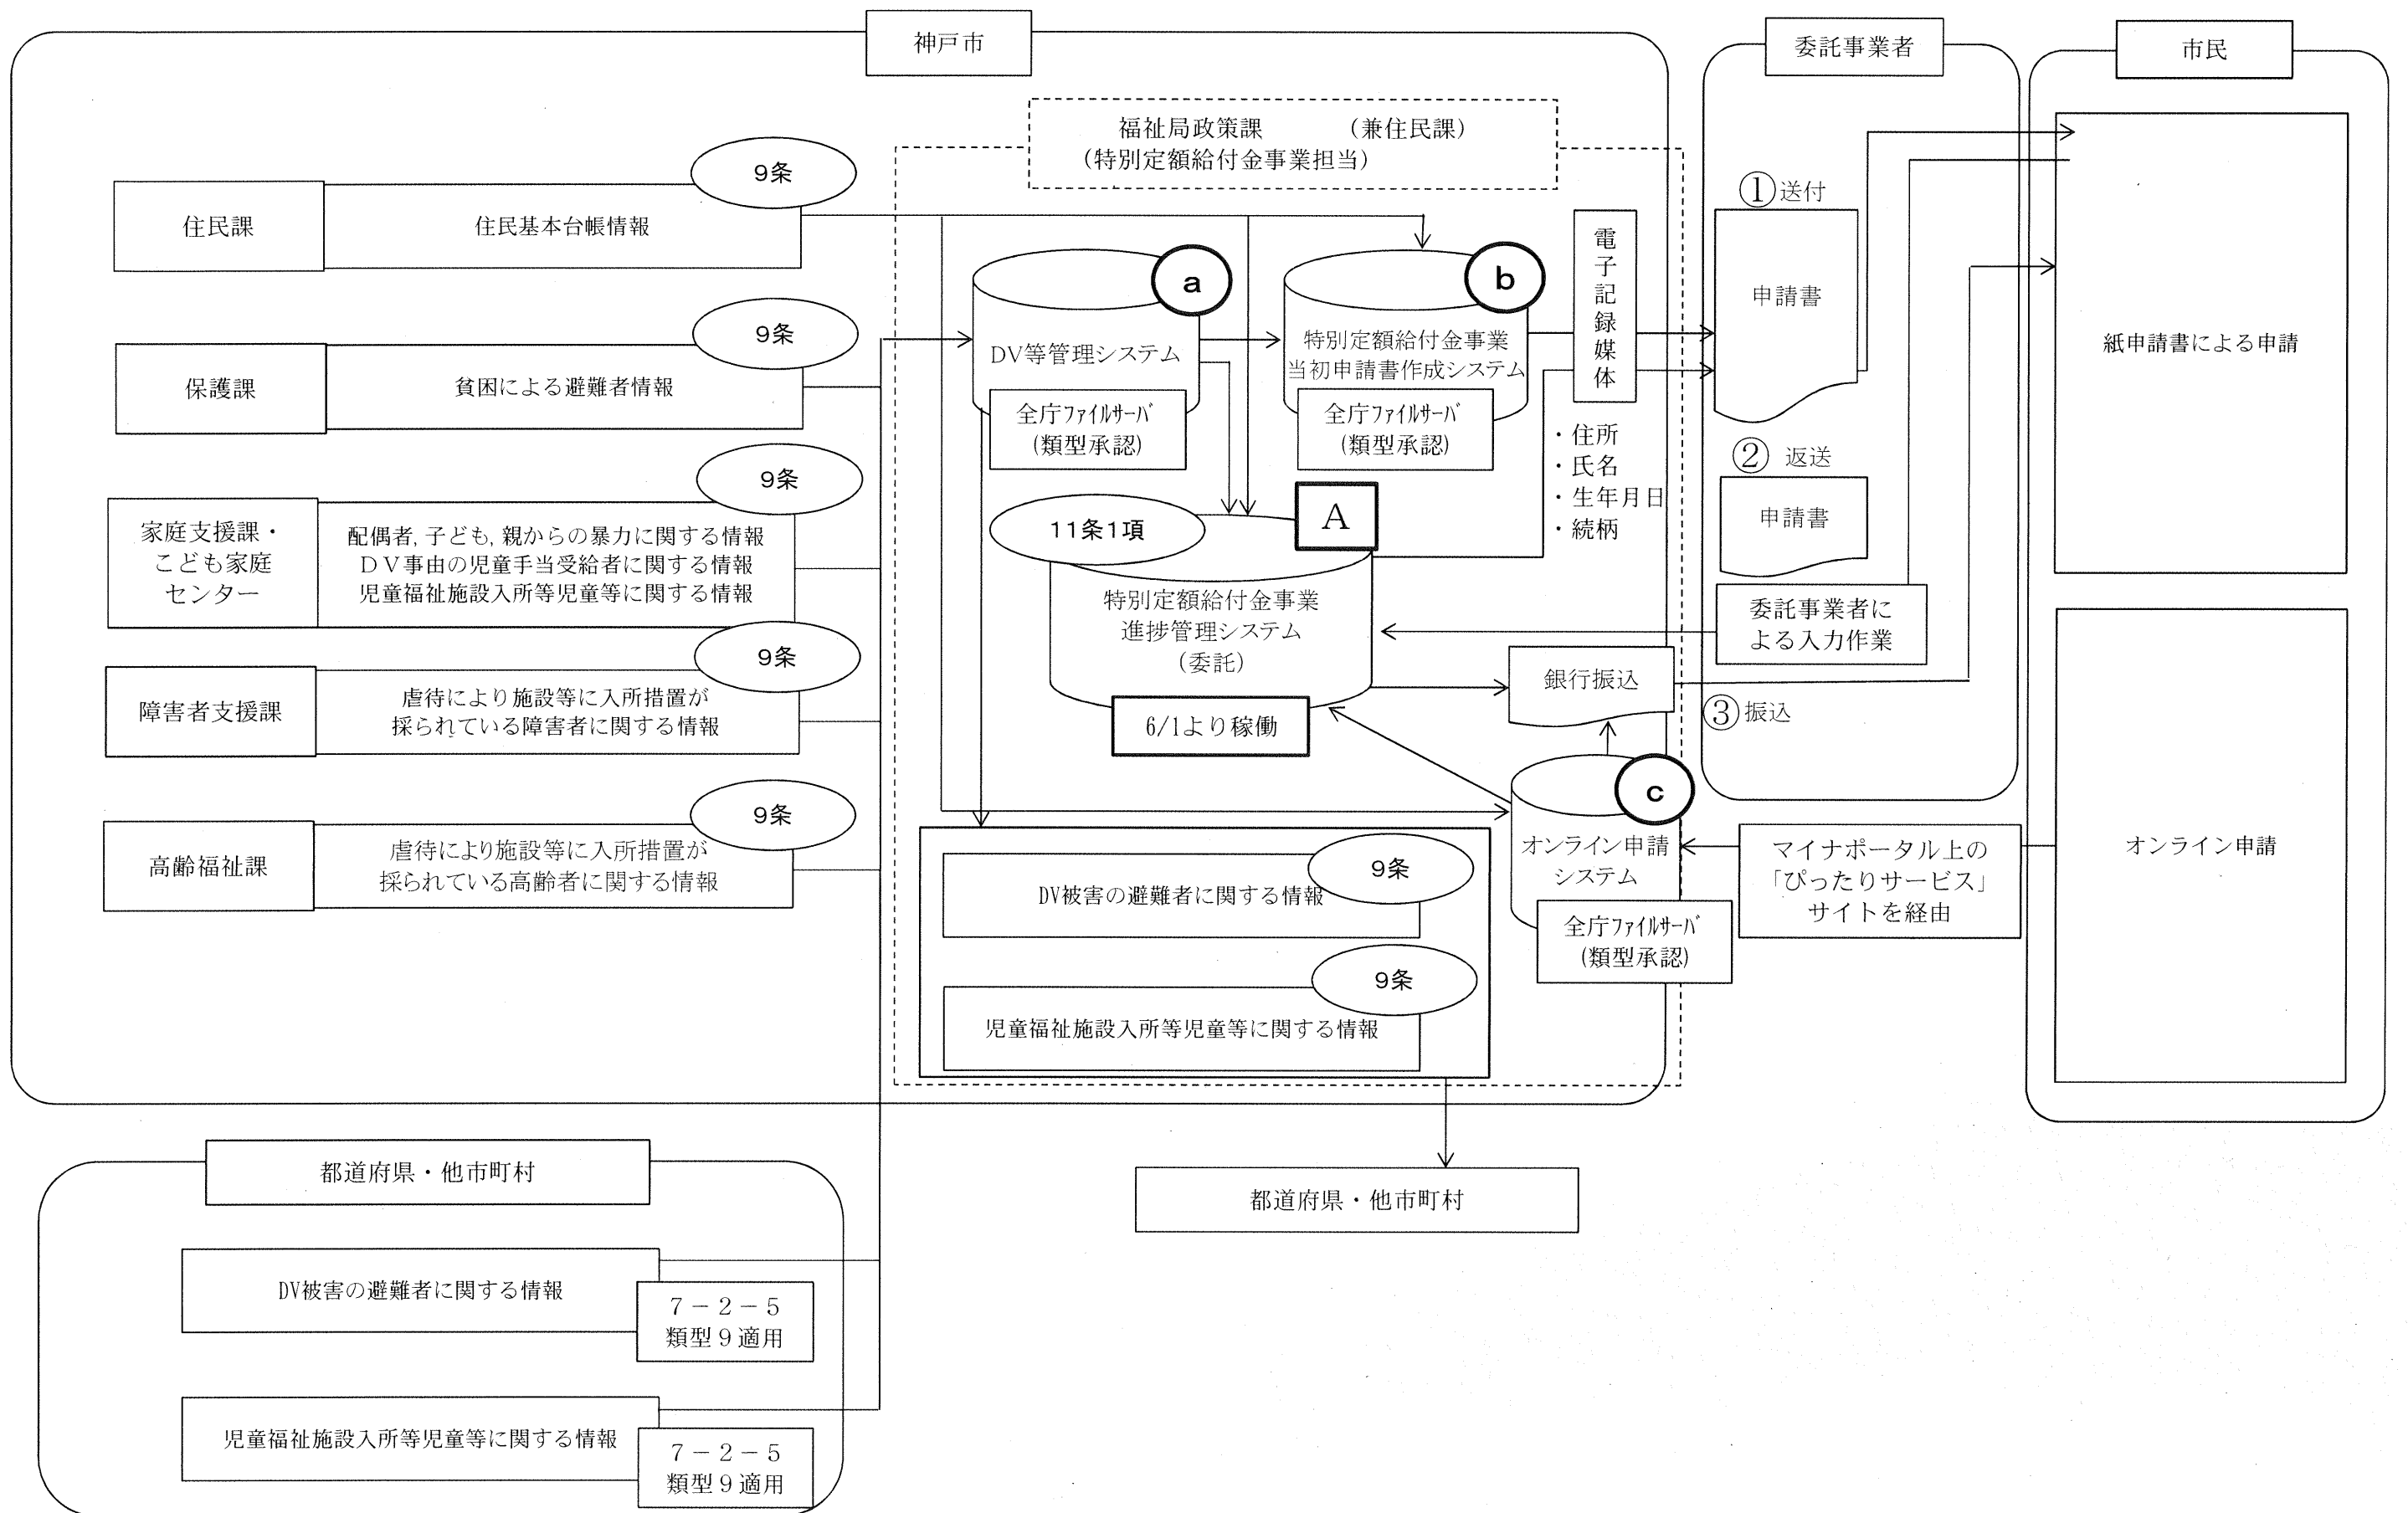 神戸市
委託事業者
市民
福祉局政策課　（兼住民課）
（特別定額給付金事業担当）
住民課
住民基本台帳情報
9条
保護課
貧困による避難者情報
9条
家庭支援課・
こども家庭
センター
配偶者，子ども，親からの暴力に関する情報
ＤＶ事由の児童手当受給者に関する情報
児童福祉施設入所等児童等に関する情報
9条
障害者支援課
虐待により施設等に入所措置が
採られている障害者に関する情報
9条
高齢福祉課
虐待により施設等に入所措置が
採られている高齢者に関する情報
9条
a
DV等管理システム
全庁ﾌｧｲﾙｻｰﾊﾞ
(類型承認)
b
特別定額給付金事業
当初申請書作成システム
全庁ﾌｧｲﾙｻｰﾊﾞ
(類型承認)
電子記録媒体
・住所
・氏名
・生年月日
・続柄
11条1項
A
特別定額給付金事業
進捗管理システム
（委託）
6/1より稼働
銀行振込
c
オンライン申請
システム
全庁ﾌｧｲﾙｻｰﾊﾞ
(類型承認)
DV被害の避難者に関する情報
9条
児童福祉施設入所等児童等に関する情報
9条
①送付
申請書
② 返送
申請書
委託事業者に
よる入力作業
③振込
マイナポータル上の
「ぴったりサービス」
サイトを経由
紙申請書による申請
オンライン申請
都道府県・他市町村
都道府県・他市町村
DV被害の避難者に関する情報
７－２－５
類型９適用
児童福祉施設入所等児童等に関する情報
７－２－５
類型９適用